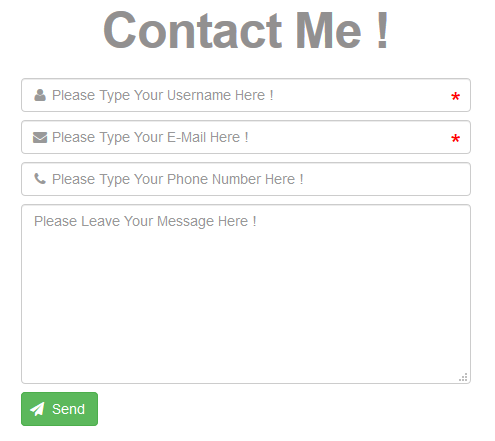 Contact Me !
Please Type Your Username Here !
*
Please Type Your E-Mail Here !
*
Please Type Your Phone Number Here !
Please Leave Your Message Here !
Send